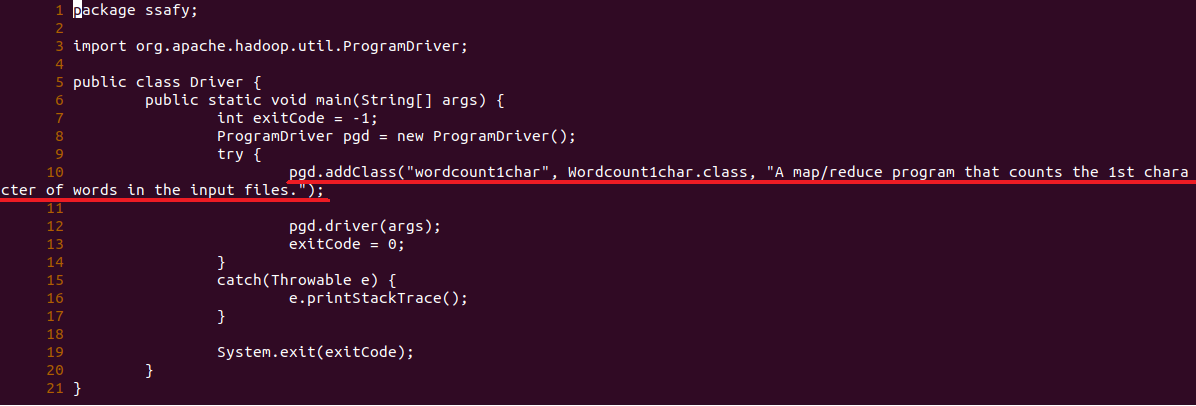 1 package ssafy;
2
3 import org.apache.hadoop.util.ProgramDriver;
4
5 public class Driver {
6         public static void main(String[] args) {
7                 int exitCode = -1;
8                 ProgramDriver pgd = new ProgramDriver();
9                 try {
10                         pgd.addClass("wordcount1char", Wordcount1char.class, "A map/reduce program that counts the 1st chara
cter of words in the input files.");
11
12                         pgd.driver(args);
13                         exitCode = 0;
14                 }
15                 catch(Throwable e) {
16                         e.printStackTrace();
17                 }
18
19                 System.exit(exitCode);
20         }
21 }